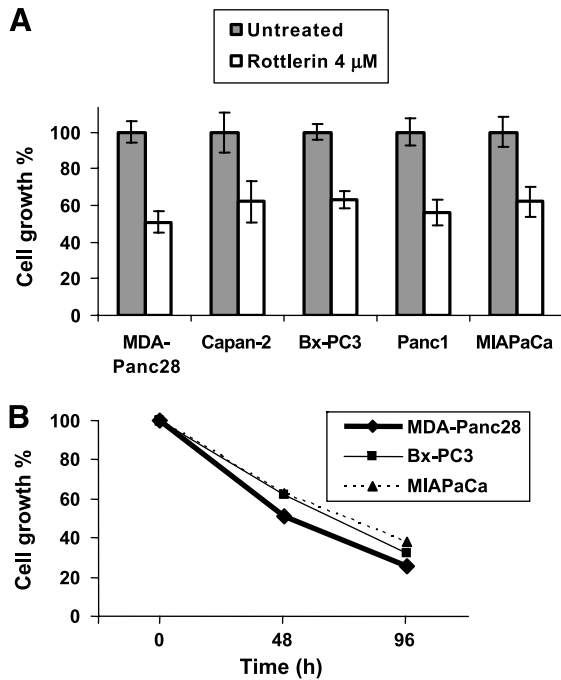 A
Untreated
Rottlerin 4 µM
Cell growth %
100
80
60
40
20
0
MDA-
Panc28
Capan-2
Bx-PC3
Panc1
MIAPaCa
B
MDA-Panc28
Bx-PC3
MIAPaCa
Cell growth %
100
80
60
40
20
0
0 48 96
Time (h)